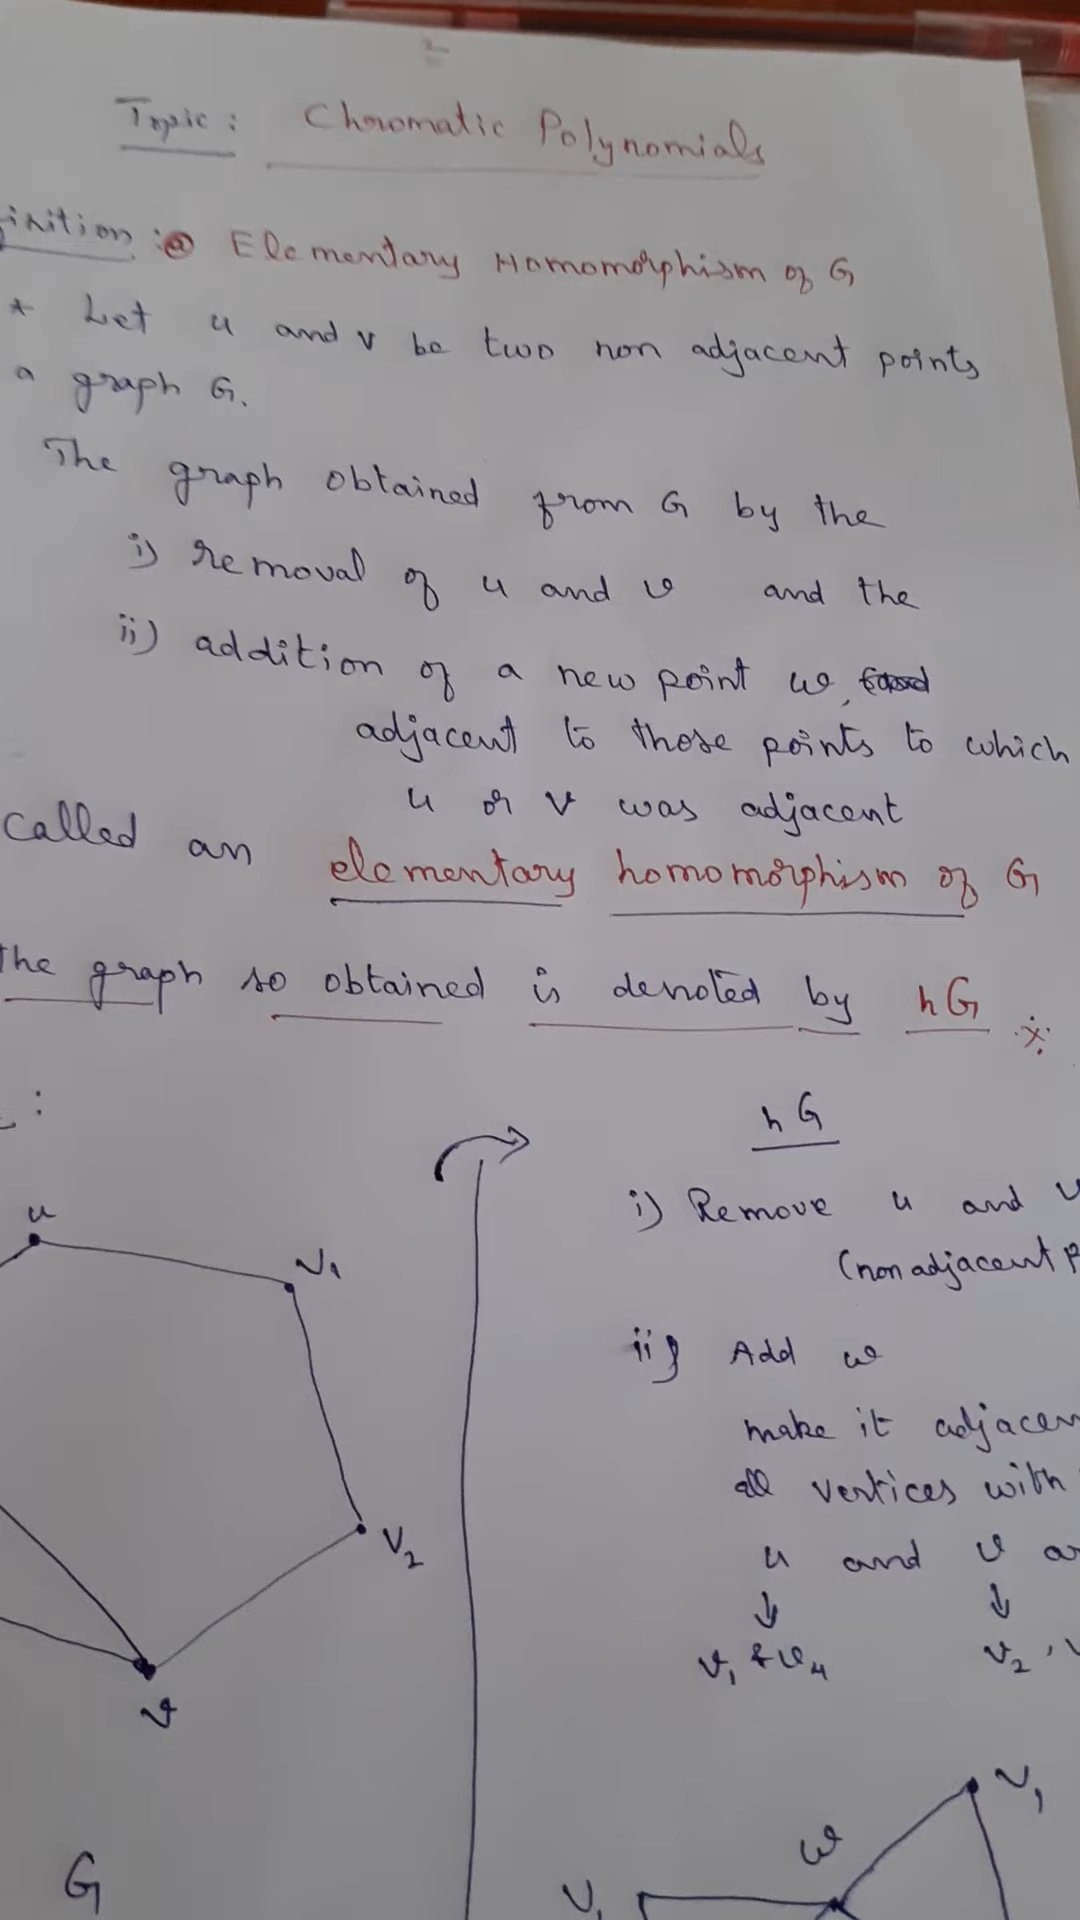 Topic: Chromatic Polynomials
inition: Elementary Homomorphism of G
* Let u and v be two non adjacent points
a graph G.
The graph obtained from G by the
i) removal of u and v and the
ii) addition of a new point w,
adjacent to those points to which
u or v was adjacent
called an elementary homomorphism of G
the graph so obtained is denoted by hG
:
hG
i) Remove u and v
(non adjacent p
ii) Add w
make it adjacen
all vertices with
u and v a
↓ ↓
v1 & v4 v2 ,
u
v1
v2
v
G
v1
w